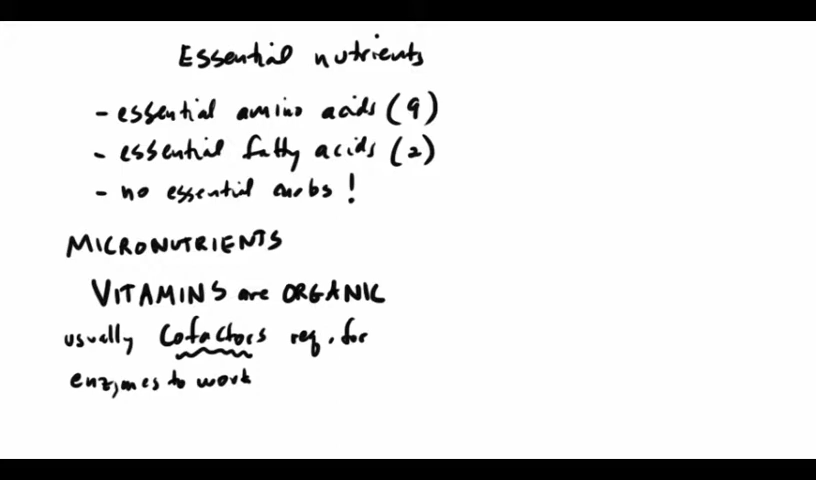 Essential nutrients
- essential amino acids (9)
- essential fatty acids (2)
- no essential carbs!
MICRONUTRIENTS
VITAMINS are ORGANIC
usually Cofactors req. for
enzymes to work